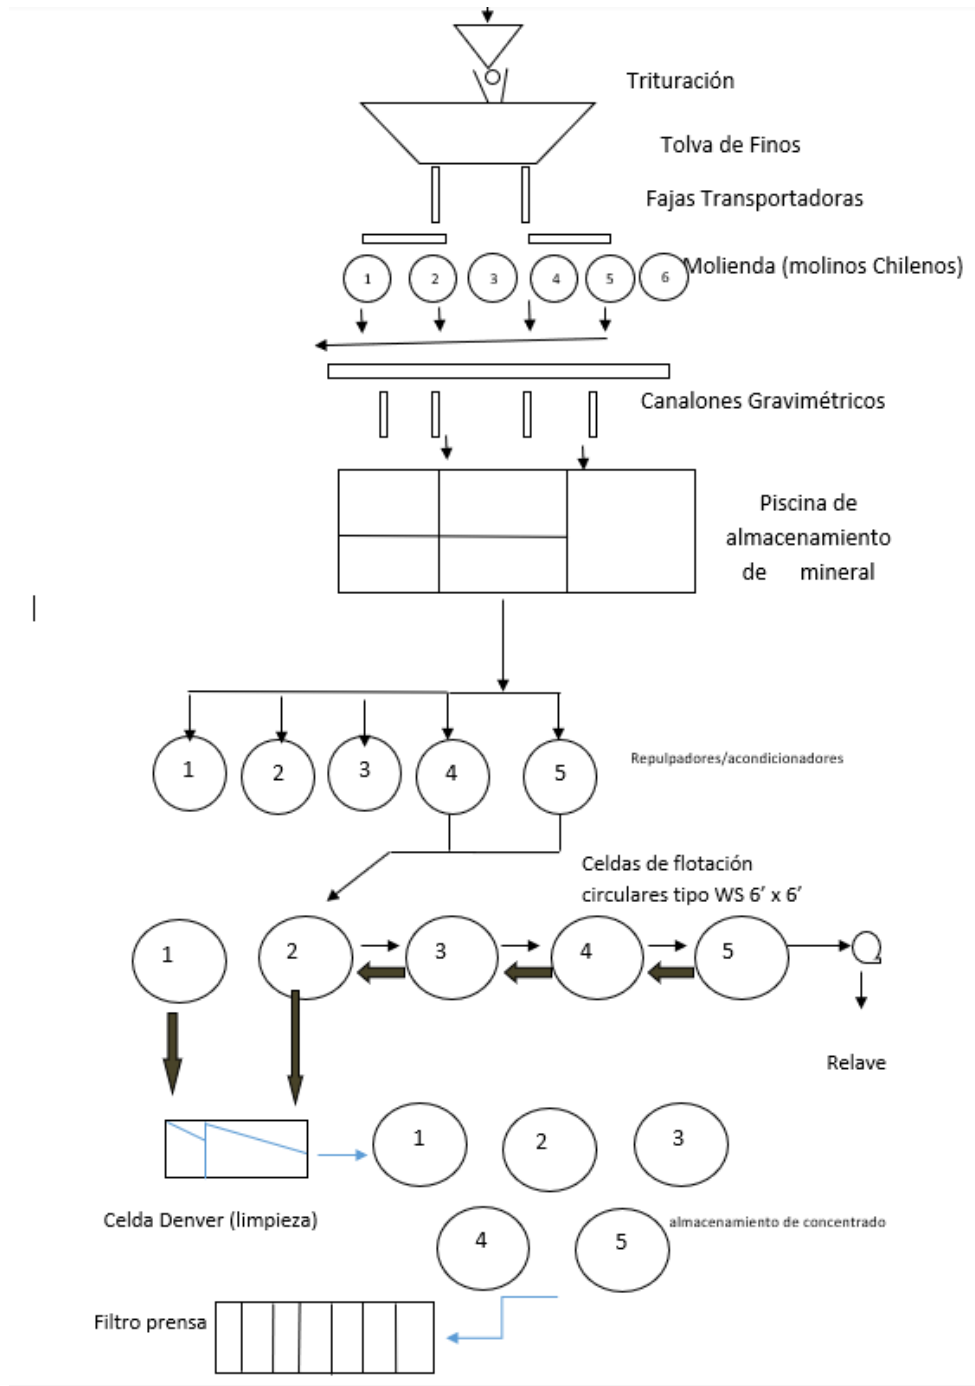 Trituración
Tolva de Finos
Fajas Transportadoras
1 2 3 4 5 6 Molienda (molinos Chilenos)
Canalones Gravimétricos
Piscina de
almacenamiento
de mineral
1 2 3 4 5
Repulpadores/acondicionadores
Celdas de flotación
circulares tipo WS 6’ x 6’
1 2 3 4 5
Relave
1 2 3
Celda Denver (limpieza)
almacenamiento de concentrado
4 5
Filtro prensa